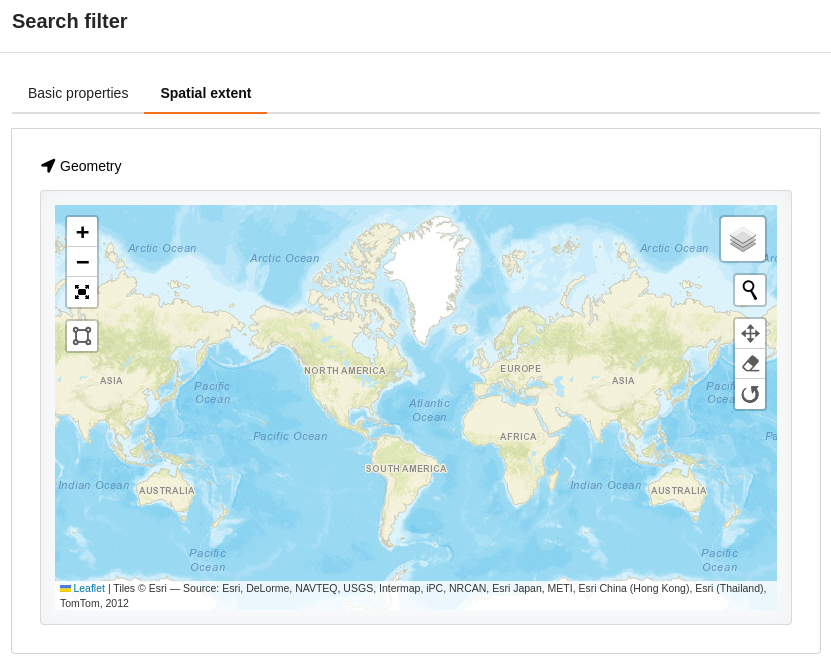 Search filter
Basic properties
Spatial extent
Geometry
+
Arctic Ocean
Arctic Ocean
Arctic Ocean
−
NORTH AMERICA
EUROPE
ASIA
ASIA
Pacific
Ocean
Atlantic
Ocean
Pacific Ocean
AFRICA
SOUTH AMERICA
Indian Ocean
AUSTRALIA
Indian Ocean
AUSTRALIA
Pacific
Ocean
Pacific
Ocean
Leaflet | Tiles © Esri — Source: Esri, DeLorme, NAVTEQ, USGS, Intermap, iPC, NRCAN, Esri Japan, METI, Esri China (Hong Kong), Esri (Thailand),
TomTom, 2012